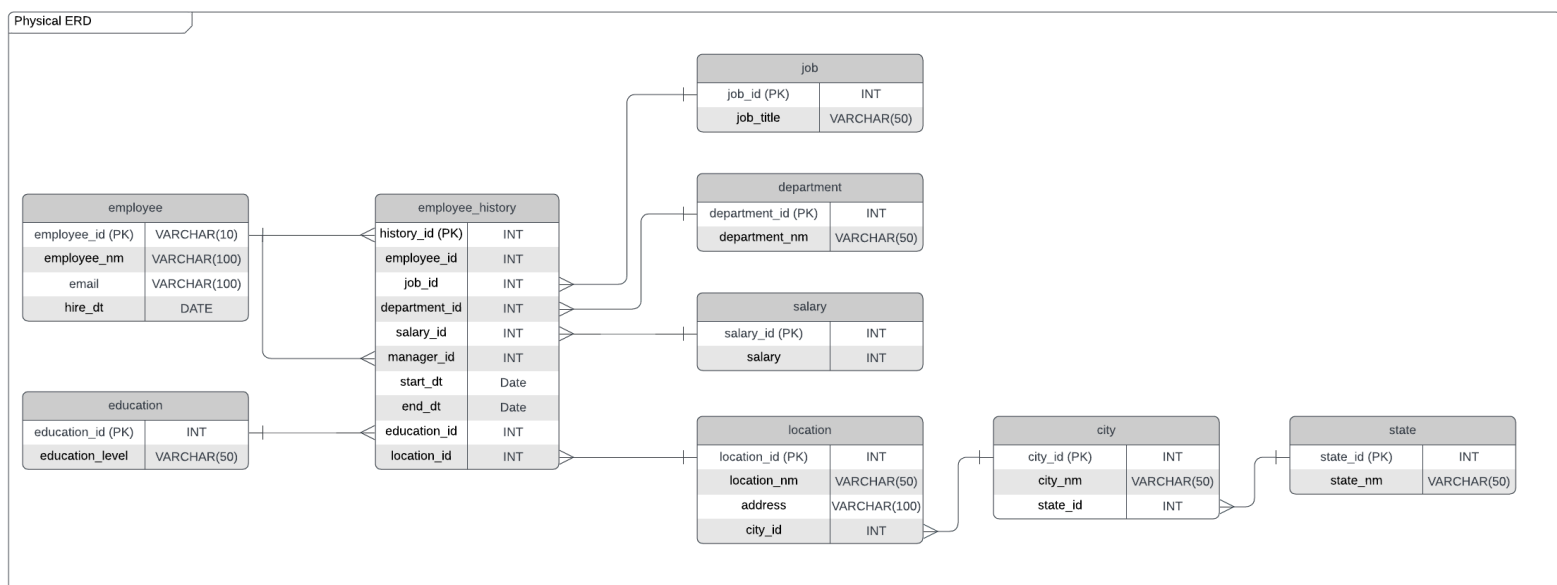 Physical ERD
job
job_id (PK) INT
job_title VARCHAR(50)
department
department_id (PK) INT
department_nm VARCHAR(50)
employee
employee_id (PK) VARCHAR(10)
employee_nm VARCHAR(100)
email VARCHAR(100)
hire_dt DATE
employee_history
history_id (PK) INT
employee_id INT
job_id INT
department_id INT
salary_id INT
manager_id INT
start_dt Date
end_dt Date
education_id INT
location_id INT
salary
salary_id (PK) INT
salary INT
education
education_id (PK) INT
education_level VARCHAR(50)
location
location_id (PK) INT
location_nm VARCHAR(50)
address VARCHAR(100)
city_id INT
city
city_id (PK) INT
city_nm VARCHAR(50)
state_id INT
state
state_id (PK) INT
state_nm VARCHAR(50)